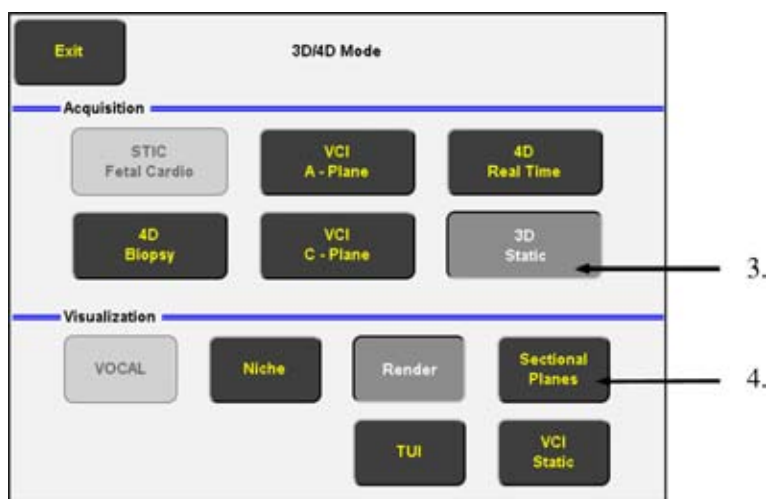 Exit
3D/4D Mode
Acquisition
STIC
Fetal Cardio
VCI
A - Plane
4D
Real Time
4D
Biopsy
VCI
C - Plane
3D
Static
3.
Visualization
VOCAL
Niche
Render
Sectional
Planes
4.
TUI
VCI
Static